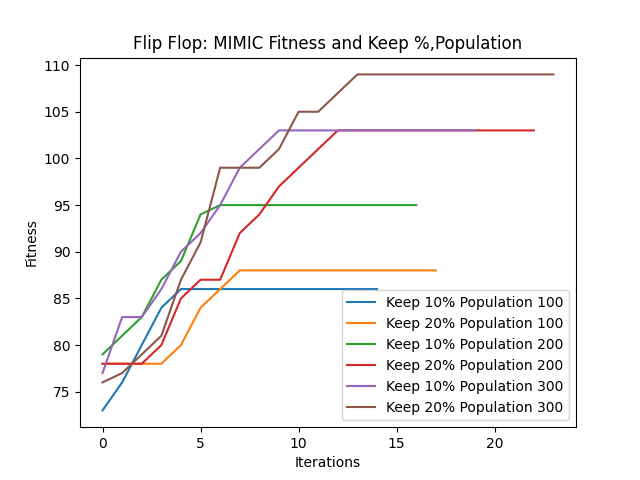 Flip Flop: MIMIC Fitness and Keep %,Population
110
105
100
95
90
85
80
75
Fitness
0
5
10
15
20
Iterations
Keep 10% Population 100
Keep 20% Population 100
Keep 10% Population 200
Keep 20% Population 200
Keep 10% Population 300
Keep 20% Population 300